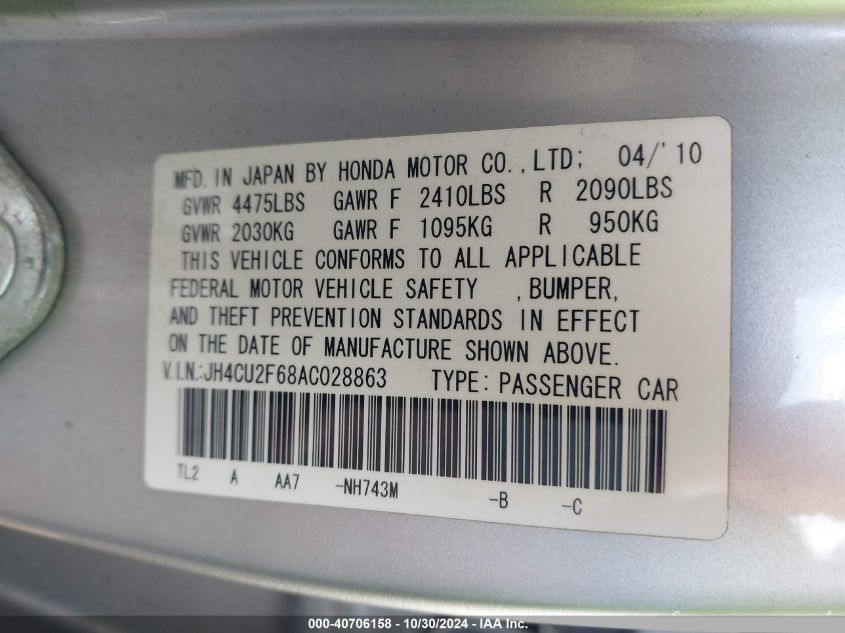 MFD. IN JAPAN BY HONDA MOTOR CO., LTD; 04/'10
GVWR 4475LBS GAWR F 2410LBS R 2090LBS
GVWR 2030KG GAWR F 1095KG R 950KG
THIS VEHICLE CONFORMS TO ALL APPLICABLE
FEDERAL MOTOR VEHICLE SAFETY , BUMPER,
AND THEFT PREVENTION STANDARDS IN EFFECT
ON THE DATE OF MANUFACTURE SHOWN ABOVE.
V.I.N.:JH4CU2F68AC028863 TYPE: PASSENGER CAR
TL2 A AA7 -NH743M -B -C
000-40706158 - 10/30/2024 - IAA Inc.